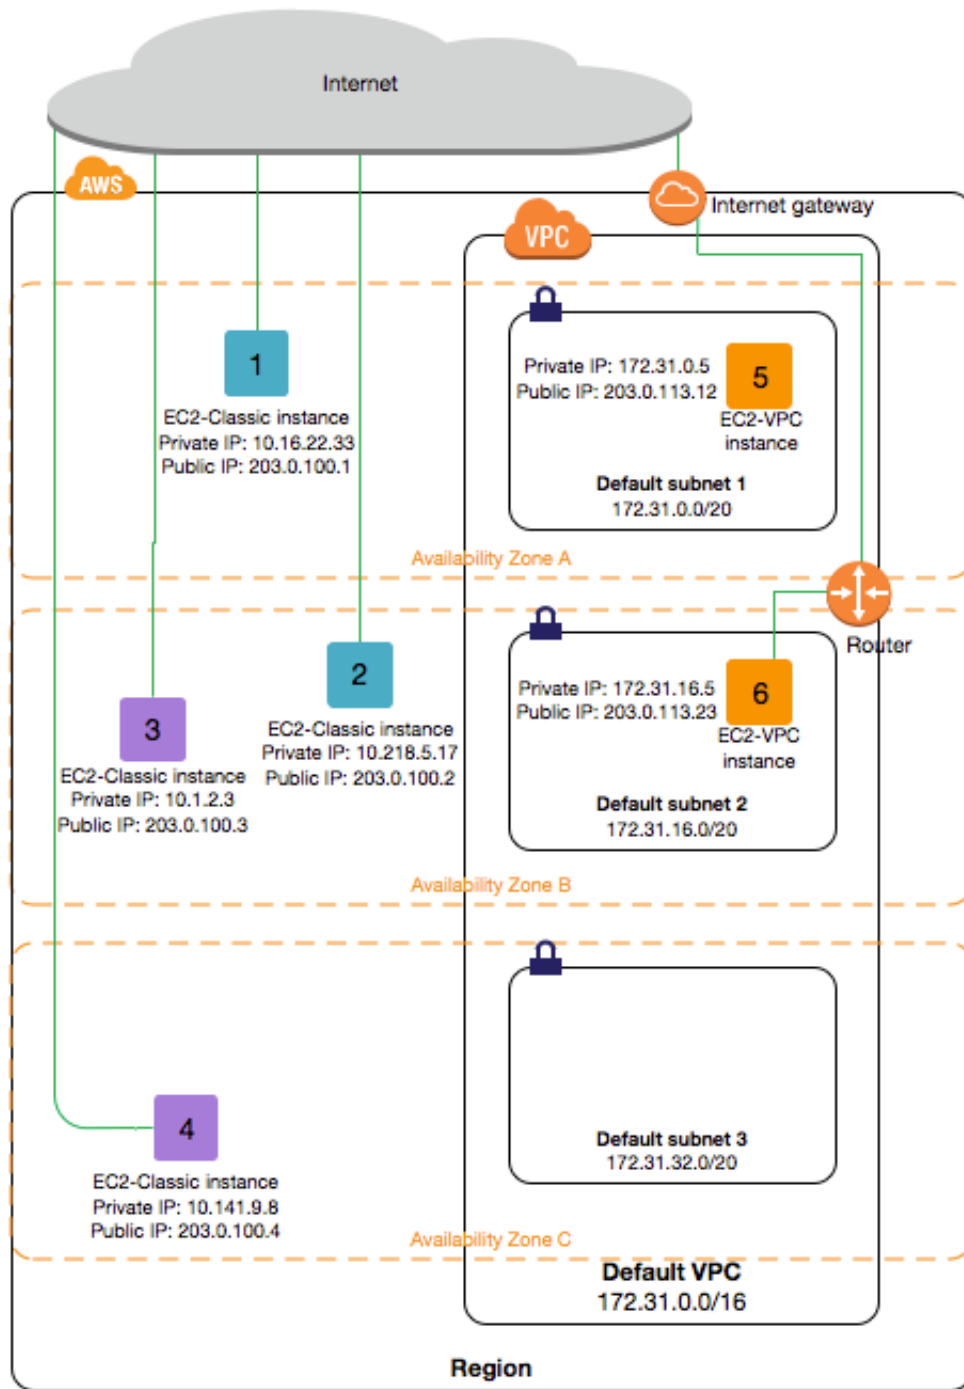 Internet
AWS
Internet gateway
VPC
1
EC2-Classic instance
Private IP: 10.16.22.33
Public IP: 203.0.100.1
Private IP: 172.31.0.5
Public IP: 203.0.113.12
5
EC2-VPC
instance
Default subnet 1
172.31.0.0/20
Availability Zone A
Router
2
EC2-Classic instance
Private IP: 10.218.5.17
Public IP: 203.0.100.2
3
EC2-Classic instance
Private IP: 10.1.2.3
Public IP: 203.0.100.3
Private IP: 172.31.16.5
Public IP: 203.0.113.23
6
EC2-VPC
instance
Default subnet 2
172.31.16.0/20
Availability Zone B
4
EC2-Classic instance
Private IP: 10.141.9.8
Public IP: 203.0.100.4
Default subnet 3
172.31.32.0/20
Availability Zone C
Default VPC
172.31.0.0/16
Region